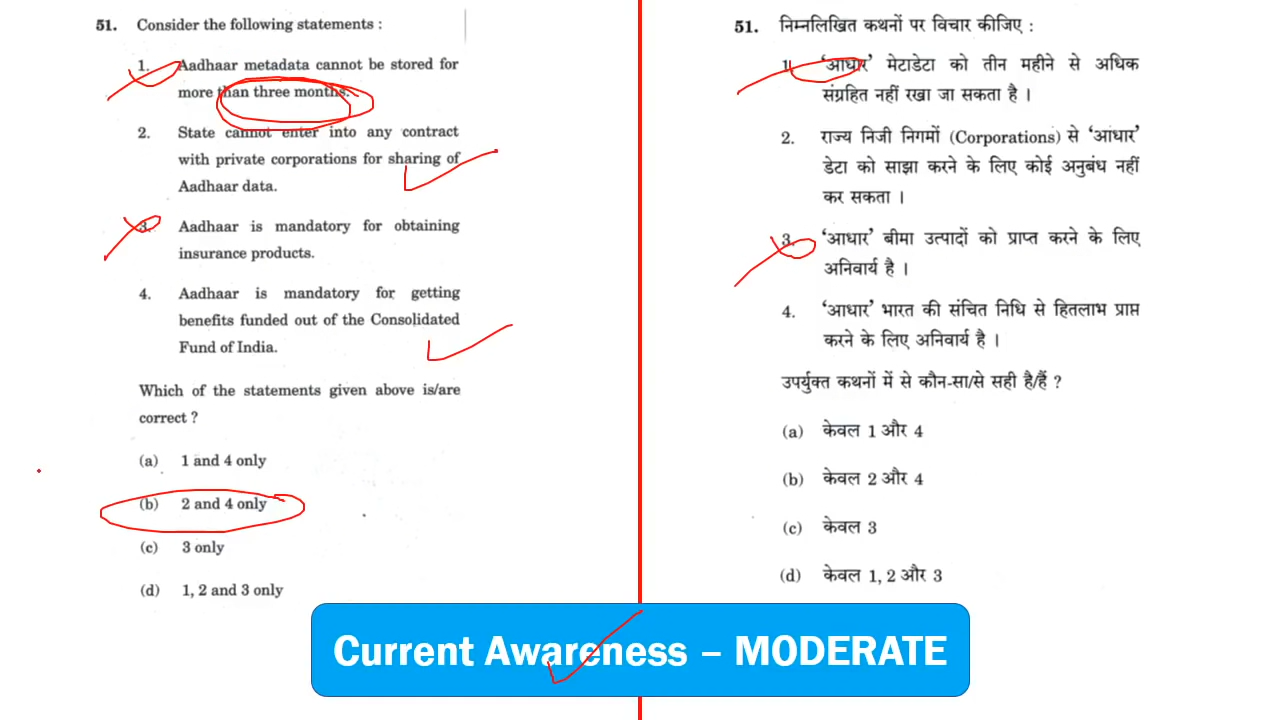 51. Consider the following statements :
1. Aadhaar metadata cannot be stored for
more than three months.
2. State cannot enter into any contract
with private corporations for sharing of
Aadhaar data.
3. Aadhaar is mandatory for obtaining
insurance products.
4. Aadhaar is mandatory for getting
benefits funded out of the Consolidated
Fund of India.
Which of the statements given above is/are
correct ?
(a) 1 and 4 only
(b) 2 and 4 only
(c) 3 only
(d) 1, 2 and 3 only
51. निम्नलिखित कथनों पर विचार कीजिए :
1. ‘आधार’ मेटाडेटा को तीन महीने से अधिक
संग्रहित नहीं रखा जा सकता है ।
2. राज्य निजी निगमों (Corporations) से ‘आधार’
डेटा को साझा करने के लिए कोई अनुबंध नहीं
कर सकता ।
3. ‘आधार’ बीमा उत्पादों को प्राप्त करने के लिए
अनिवार्य है ।
4. ‘आधार’ भारत की संचित निधि से हितलाभ प्राप्त
करने के लिए अनिवार्य है ।
उपर्युक्त कथनों में से कौन-सा/से सही है/हैं ?
(a) केवल 1 और 4
(b) केवल 2 और 4
(c) केवल 3
(d) केवल 1, 2 और 3
Current Awareness – MODERATE